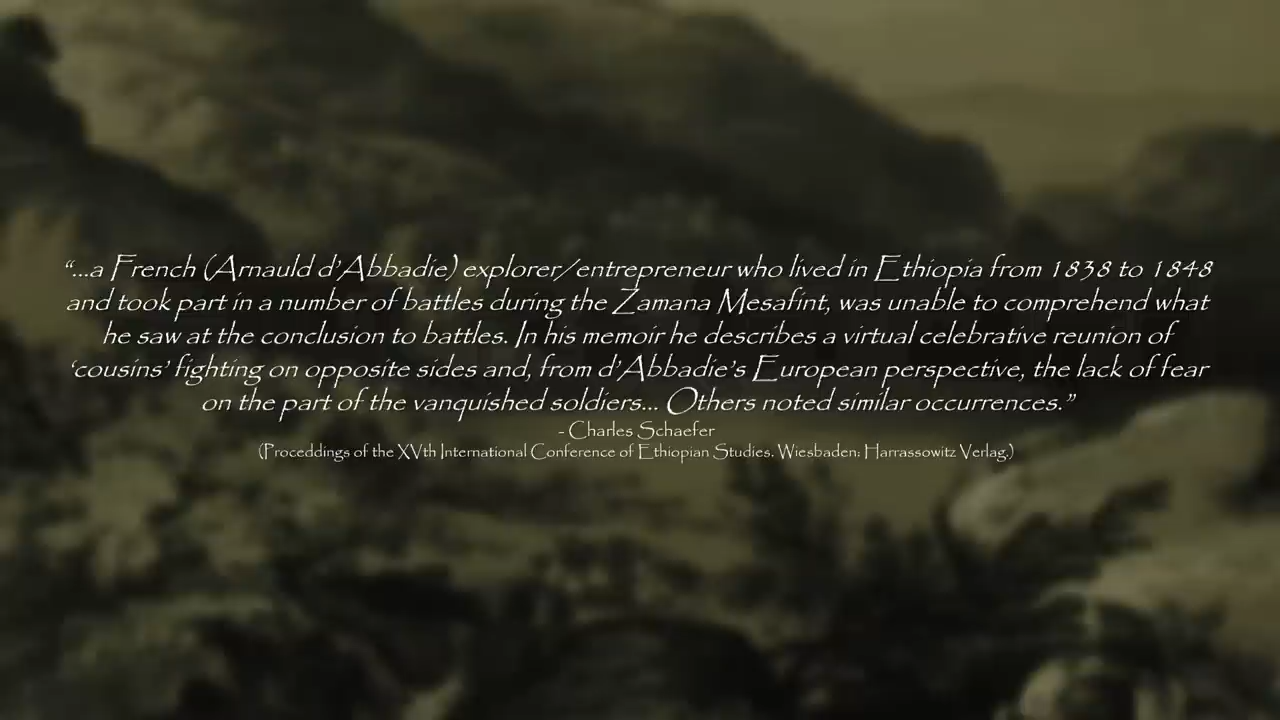 “...a French (Arnauld d’Abbadie) explorer/entrepreneur who lived in Ethiopia from 1838 to 1848
and took part in a number of battles during the Zamana Mesafint, was unable to comprehend what
he saw at the conclusion to battles. In his memoir he describes a virtual celebrative reunion of
‘cousins’ fighting on opposite sides and, from d’Abbadie’s European perspective, the lack of fear
on the part of the vanquished soldiers... Others noted similar occurrences.”
- Charles Schaefer
(Proceddings of the XVth International Conference of Ethiopian Studies. Wiesbaden: Harrassowitz Verlag.)